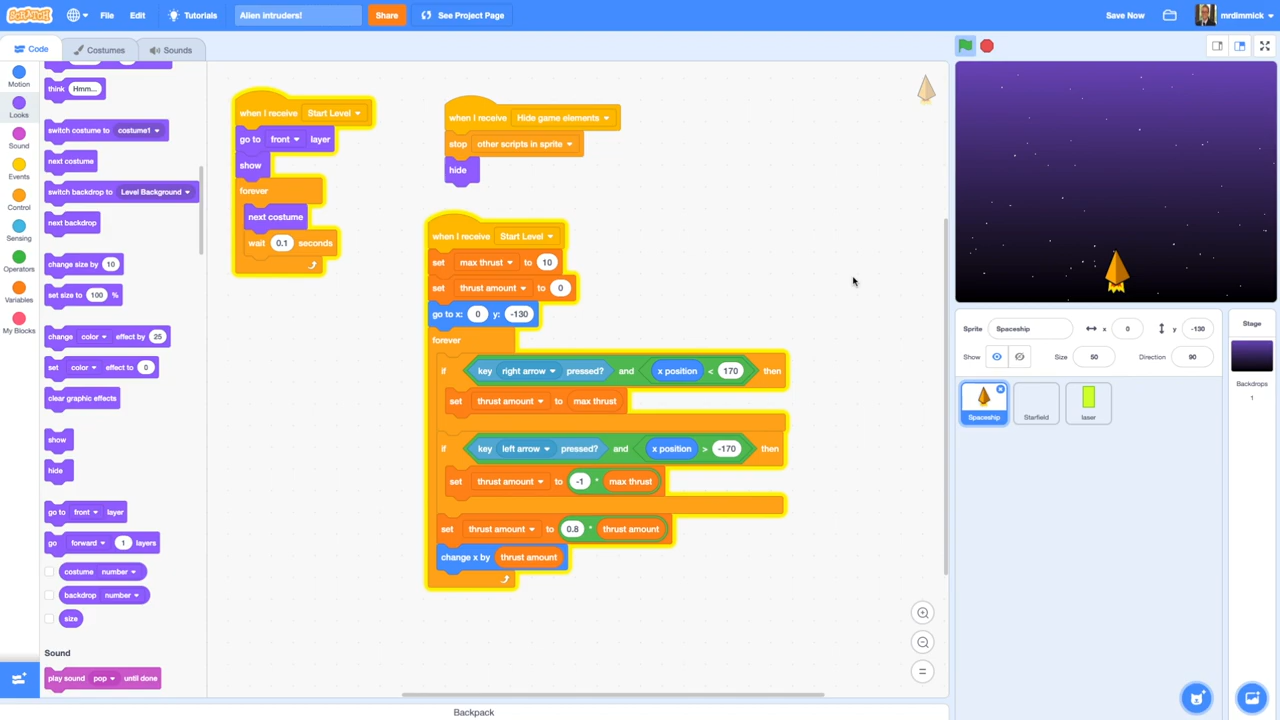 SCRATCH File Edit Tutorials Alien intruders! Share See Project Page Save Now mrdimmick
Code Costumes Sounds
Motion
Looks
Sound
Events
Control
Sensing
Operators
Variables
My Blocks
think Hmm...
switch costume to costume1
next costume
switch backdrop to Level Background
next backdrop
change size by 10
set size to 100 %
change color effect by 25
set color effect to 0
clear graphic effects
show
hide
go to front layer
go forward 1 layers
costume number
backdrop number
size
Sound
play sound pop until done
when I receive Start Level
go to front layer
show
forever
next costume
wait 0.1 seconds
when I receive Hide game elements
stop other scripts in sprite
hide
when I receive Start Level
set max thrust to 10
set thrust amount to 0
go to x: 0 y: -130
forever
if key right arrow pressed? and x position < 170 then
set thrust amount to max thrust
if key left arrow pressed? and x position > -170 then
set thrust amount to -1 * max thrust
set thrust amount to 0.8 * thrust amount
change x by thrust amount
Sprite Spaceship x 0 y -130
Show Size 50 Direction 90
Spaceship Starfield laser
Stage
Backdrops
1
Backpack